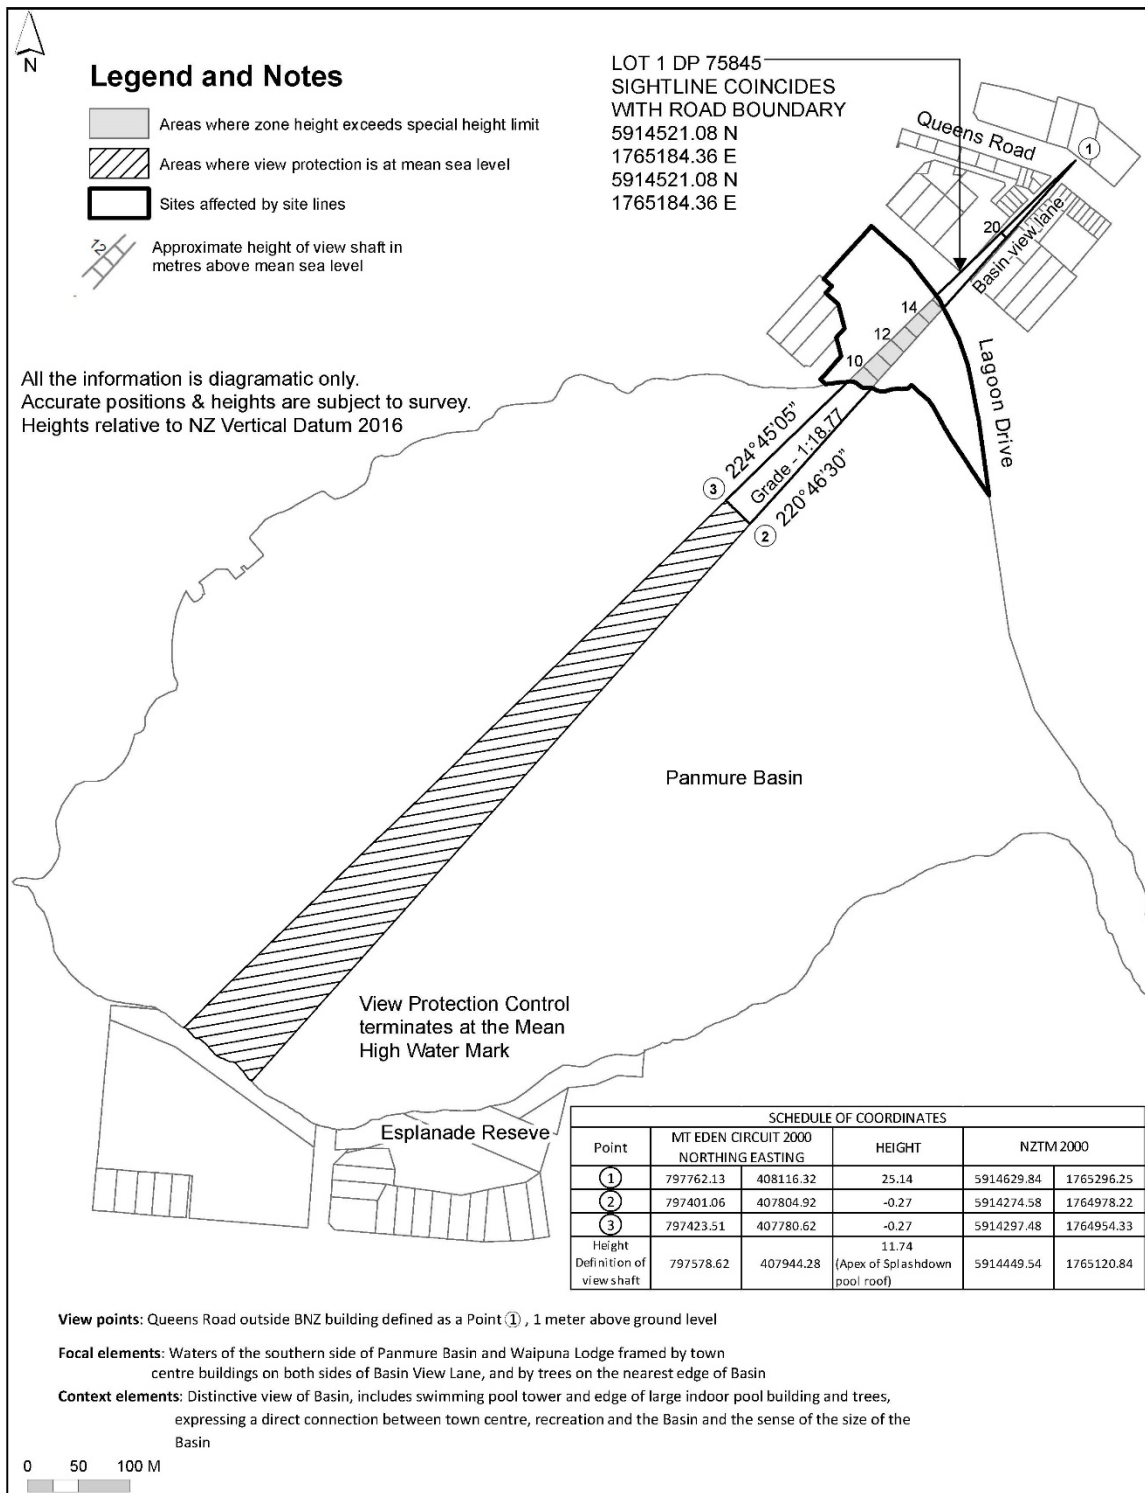 N
Legend and Notes
Areas where zone height exceeds special height limit
Areas where view protection is at mean sea level
Sites affected by site lines
12
Approximate height of view shaft in
metres above mean sea level
All the information is diagramatic only.
Accurate positions & heights are subject to survey.
Heights relative to NZ Vertical Datum 2016
LOT 1 DP 75845
SIGHTLINE COINCIDES
WITH ROAD BOUNDARY
5914521.08 N
1765184.36 E
5914521.08 N
1765184.36 E
Queens Road
1
20
Basin-view lane
14
12
10
Lagoon Drive
224°45'05"
Grade - 1:18.77
220°46'30"
3
2
Panmure Basin
View Protection Control
terminates at the Mean
High Water Mark
Esplanade Reseve
SCHEDULE OF COORDINATES
Point MT EDEN CIRCUIT 2000 NORTHING EASTING HEIGHT NZTM 2000
1 797762.13 408116.32 25.14 5914629.84 1765296.25
2 797401.06 407804.92 -0.27 5914274.58 1764978.22
3 797423.51 407780.62 -0.27 5914297.48 1764954.33
Height Definition of view shaft 797578.62 407944.28 11.74 (Apex of Splashdown pool roof) 5914449.54 1765120.84
View points: Queens Road outside BNZ building defined as a Point 1 , 1 meter above ground level
Focal elements: Waters of the southern side of Panmure Basin and Waipuna Lodge framed by town
centre buildings on both sides of Basin View Lane, and by trees on the nearest edge of Basin
Context elements: Distinctive view of Basin, includes swimming pool tower and edge of large indoor pool building and trees,
expressing a direct connection between town centre, recreation and the Basin and the sense of the size of the
Basin
0 50 100 M